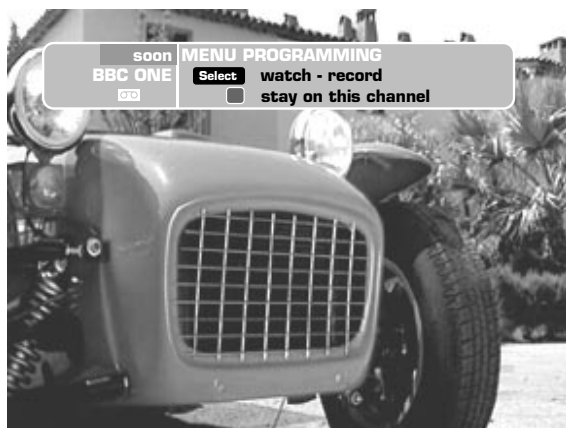 soon MENU PROGRAMMING
BBC ONE Select watch - record
stay on this channel